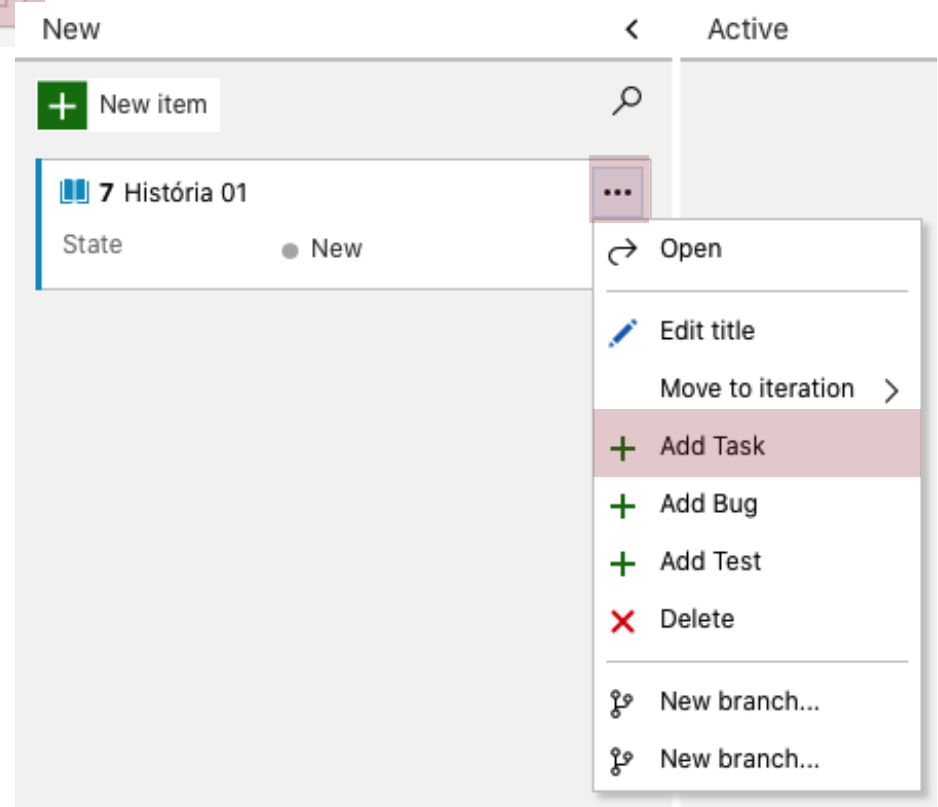 New
Active
New item
7 História 01
State
New
Open
Edit title
Move to iteration
Add Task
Add Bug
Add Test
Delete
New branch...
New branch...